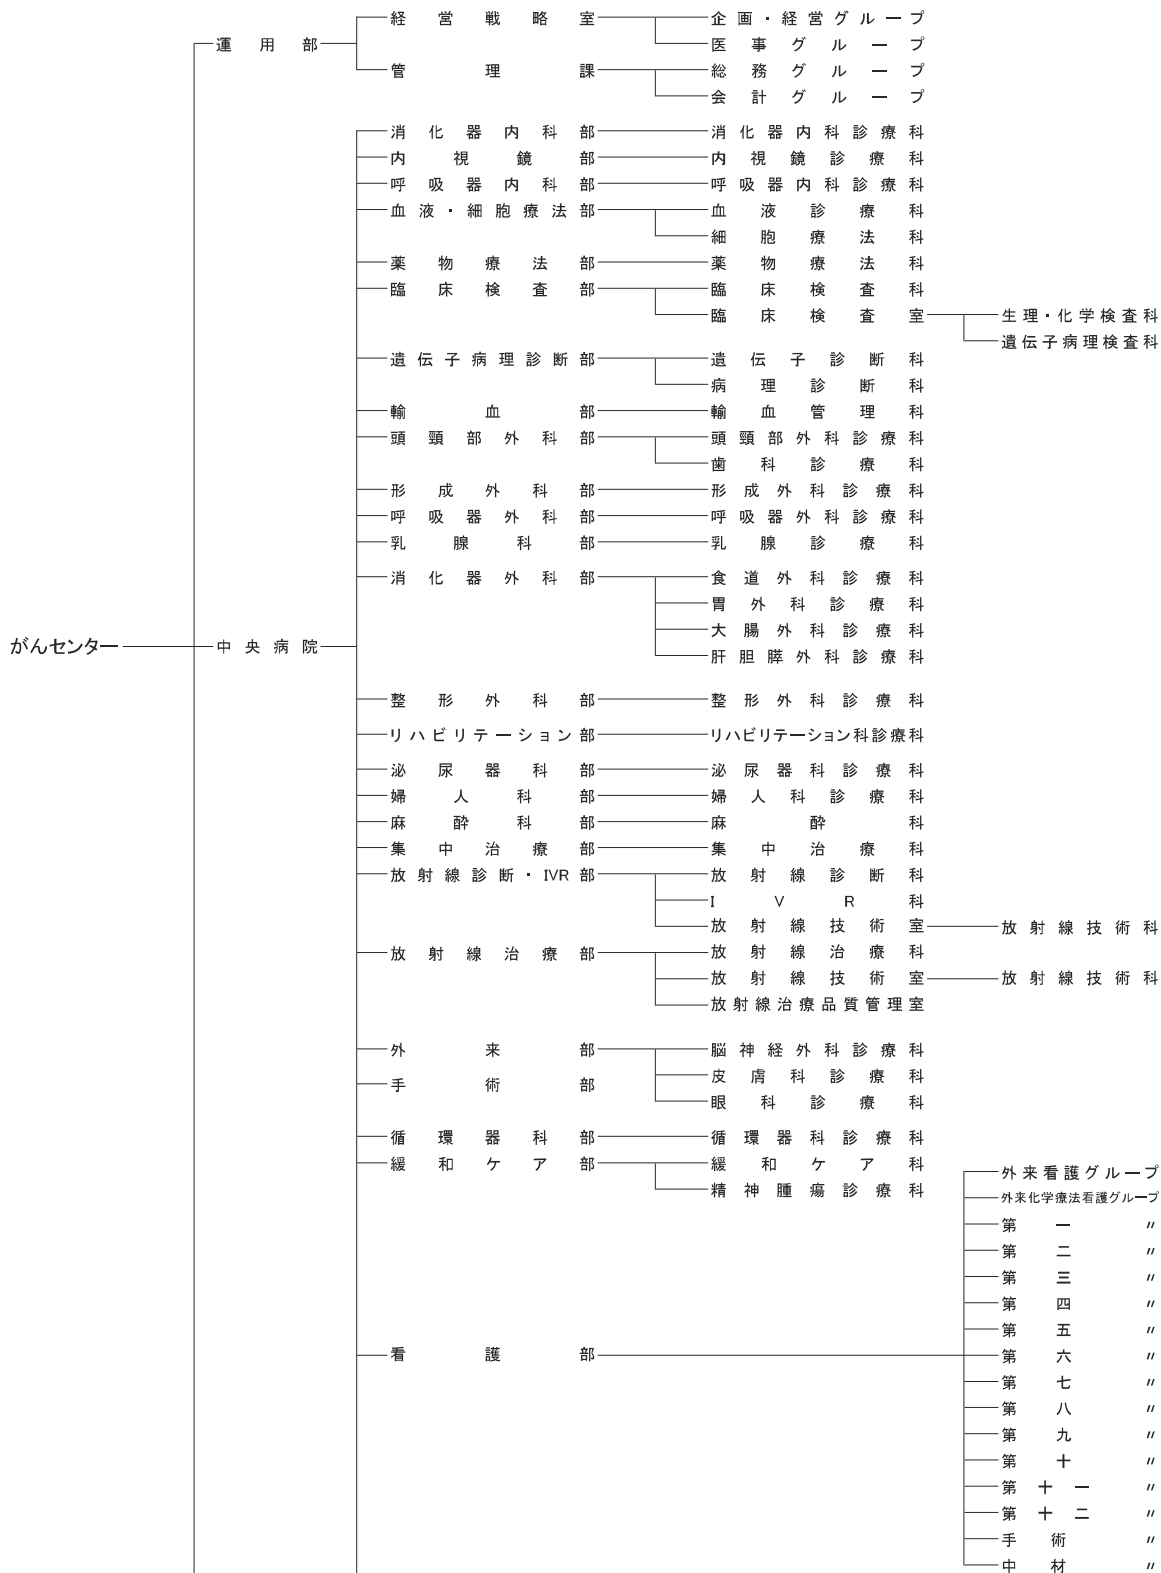 経営戦略室 企画・経営グループ
運用部 医事グループ
管理課 総務グループ
会計グループ
消化器内科部 消化器内科診療科
内視鏡部 内視鏡診療科
呼吸器内科部 呼吸器内科診療科
血液・細胞療法部 血液診療科
細胞療法科
薬物療法部 薬物療法科
臨床検査部 臨床検査科
臨床検査室 生理・化学検査科
遺伝子病理検査科
遺伝子病理診断部 遺伝子診断科
病理診断科
輸血部 輸血管理科
頭頸部外科部 頭頸部外科診療科
歯科診療科
形成外科部 形成外科診療科
呼吸器外科部 呼吸器外科診療科
乳腺科部 乳腺診療科
消化器外科部 食道外科診療科
胃外科診療科
大腸外科診療科
がんセンター 中央病院
肝胆膵外科診療科
整形外科部 整形外科診療科
リハビリテーション部 リハビリテーション科診療科
泌尿器科部 泌尿器科診療科
婦人科部 婦人科診療科
麻酔科部 麻酔科
集中治療部 集中治療科
放射線診断・IVR部 放射線診断科
IVR科
放射線技術室 放射線技術科
放射線治療部 放射線治療科
放射線技術室 放射線技術科
放射線治療品質管理室
外来部 脳神経外科診療科
皮膚科診療科
手術部
眼科診療科
循環器科部 循環器科診療科
緩和ケア部 緩和ケア科
外来看護グループ
精神腫瘍診療科
外来化学療法看護グループ
第一 〃
第二 〃
第三 〃
第四 〃
第五 〃
看護部 第六 〃
第七 〃
第八 〃
第九 〃
第十 〃
第十一 〃
第十二 〃
手術 〃
中材 〃